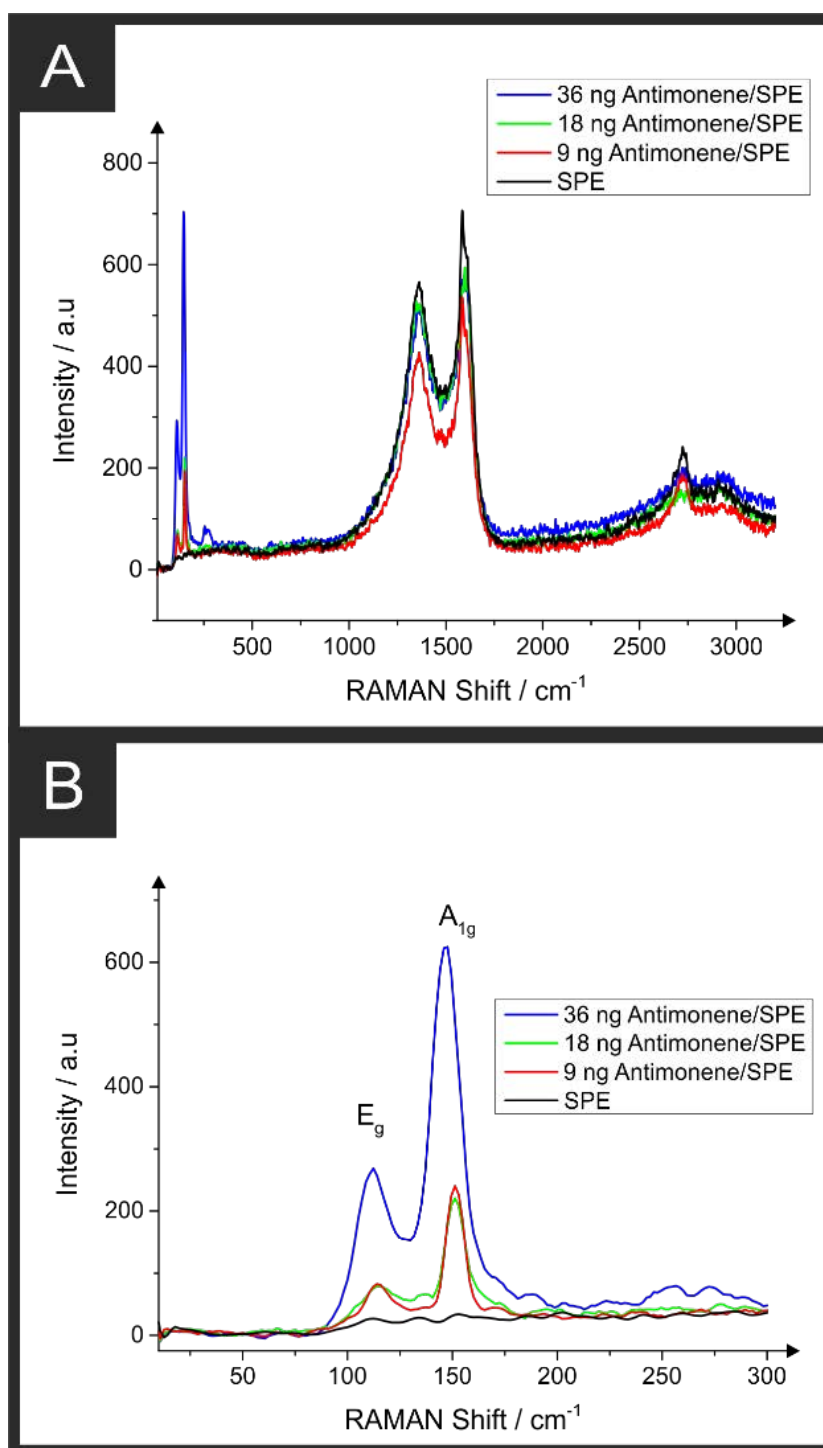 A
36 ng Antimonene/SPE
18 ng Antimonene/SPE
9 ng Antimonene/SPE
SPE
800
600
400
200
0
Intensity / a.u
500 1000 1500 2000 2500 3000
RAMAN Shift / cm⁻¹
B
A1g
Eg
36 ng Antimonene/SPE
18 ng Antimonene/SPE
9 ng Antimonene/SPE
SPE
600
400
200
0
Intensity / a.u
50 100 150 200 250 300
RAMAN Shift / cm⁻¹